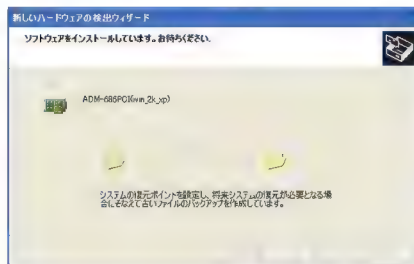 新しいハードウェアの検出ウィザード
ソフトウェアをインストールしています。お待ちください.
ADM-686PCI(win_2k_xp)
システムの復元ポイントを設定し、将来システムの復元が必要となる場
合にそなえて古いファイルのバックアップを作成しています。